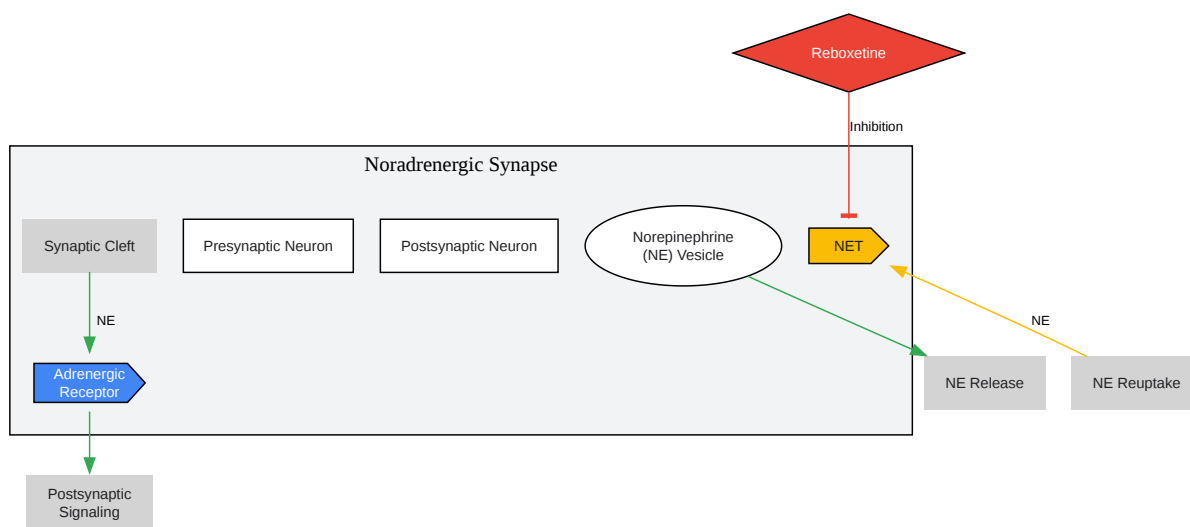 Reboxetine
Inhibition
Noradrenergic Synapse
Synaptic Cleft
Presynaptic Neuron
Postsynaptic Neuron
Norepinephrine
(NE) Vesicle
NET
NE
NE
Adrenergic
Receptor
NE Release
NE Reuptake
Postsynaptic
Signaling